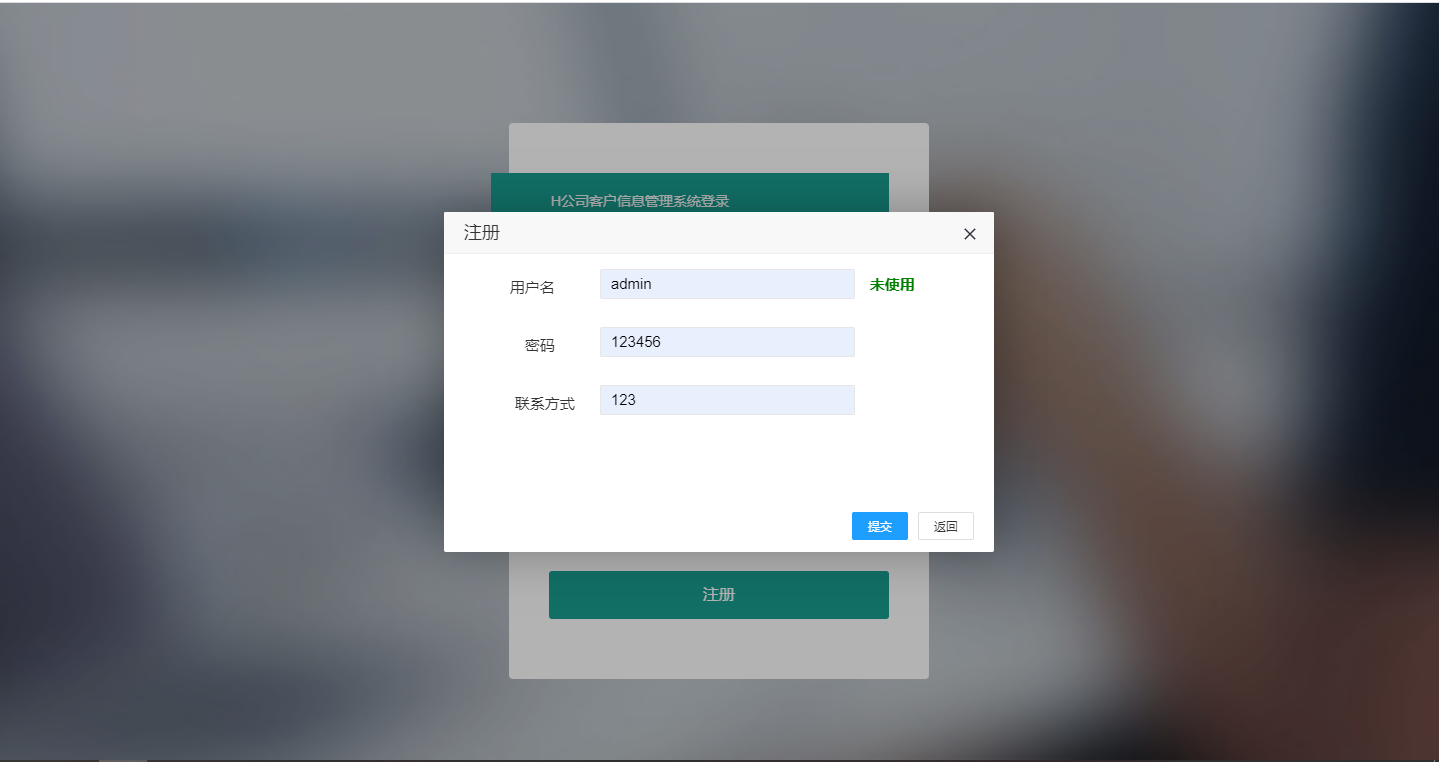 H公司客户信息管理系统登录
注册
用户名 admin 未使用
密码 123456
联系方式 123
提交 返回
注册